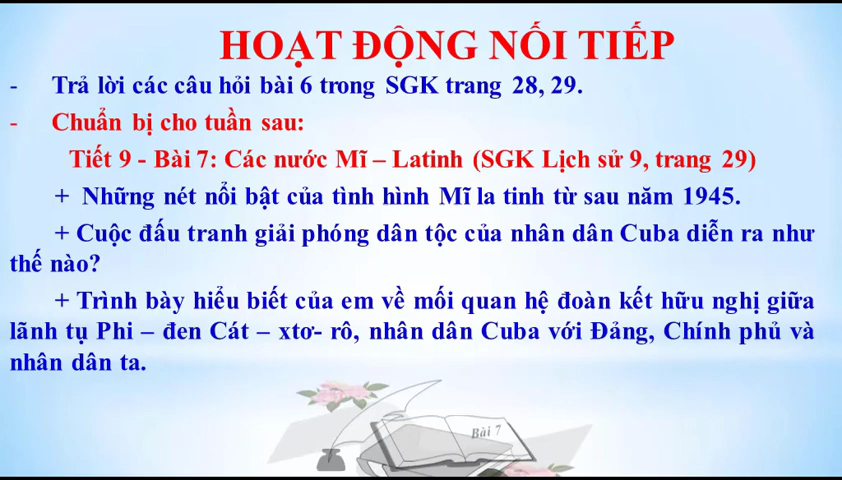 HOẠT ĐỘNG NỐI TIẾP
- Trả lời các câu hỏi bài 6 trong SGK trang 28, 29.
- Chuẩn bị cho tuần sau:
Tiết 9 - Bài 7: Các nước Mĩ – Latinh (SGK Lịch sử 9, trang 29)
+ Những nét nổi bật của tình hình Mĩ la tinh từ sau năm 1945.
+ Cuộc đấu tranh giải phóng dân tộc của nhân dân Cuba diễn ra như
thế nào?
+ Trình bày hiểu biết của em về mối quan hệ đoàn kết hữu nghị giữa
lãnh tụ Phi – đen Cát – xtơ- rô, nhân dân Cuba với Đảng, Chính phủ và
nhân dân ta.
Bài 7